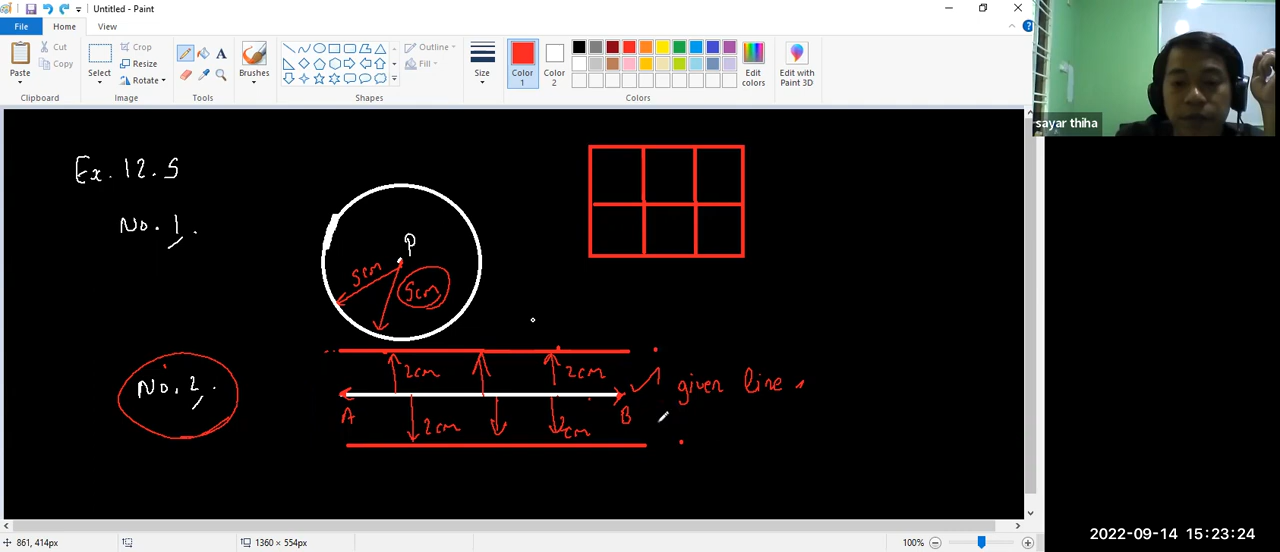 Untitled - Paint
File
Home
View
Paste
Cut
Copy
Clipboard
Select
Crop
Resize
Rotate
Image
Tools
A
Brushes
Shapes
Outline
Fill
Size
Color 1
Color 2
Colors
Edit colors
Edit with Paint 3D
sayar thiha
Ex. 12.5
No. 1.
P
5cm
5cm
No. 2.
2cm
2cm
A
B
given line
2cm
2cm
861, 414px
1360 × 554px
100%
2022-09-14 15:23:24